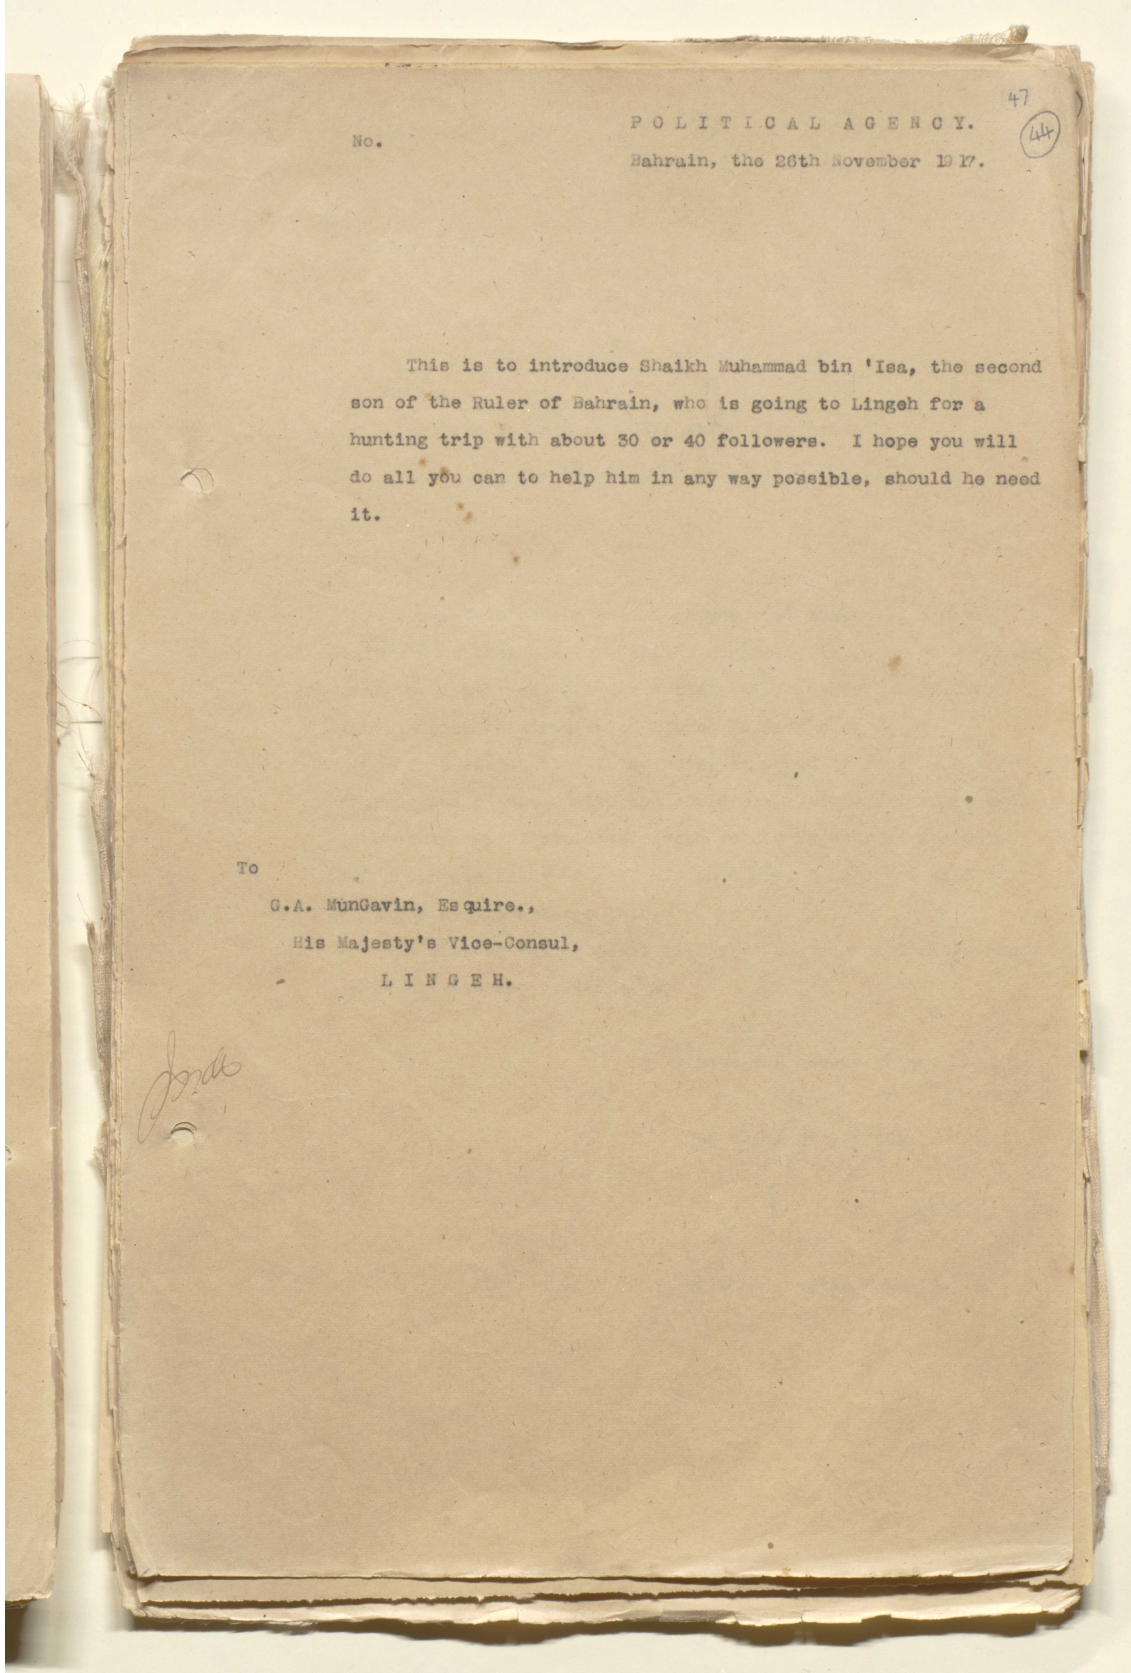 47
44
No.
POLITICAL AGENCY.
Bahrain, the 26th November 1917.
This is to introduce Shaikh Muhammad bin 'Isa, the second
son of the Ruler of Bahrain, who is going to Lingeh for a
hunting trip with about 30 or 40 followers. I hope you will
do all you can to help him in any way possible, should he need
it.
To
G.A. MunGavin, Esquire.,
His Majesty's Vice-Consul,
LINGEH.